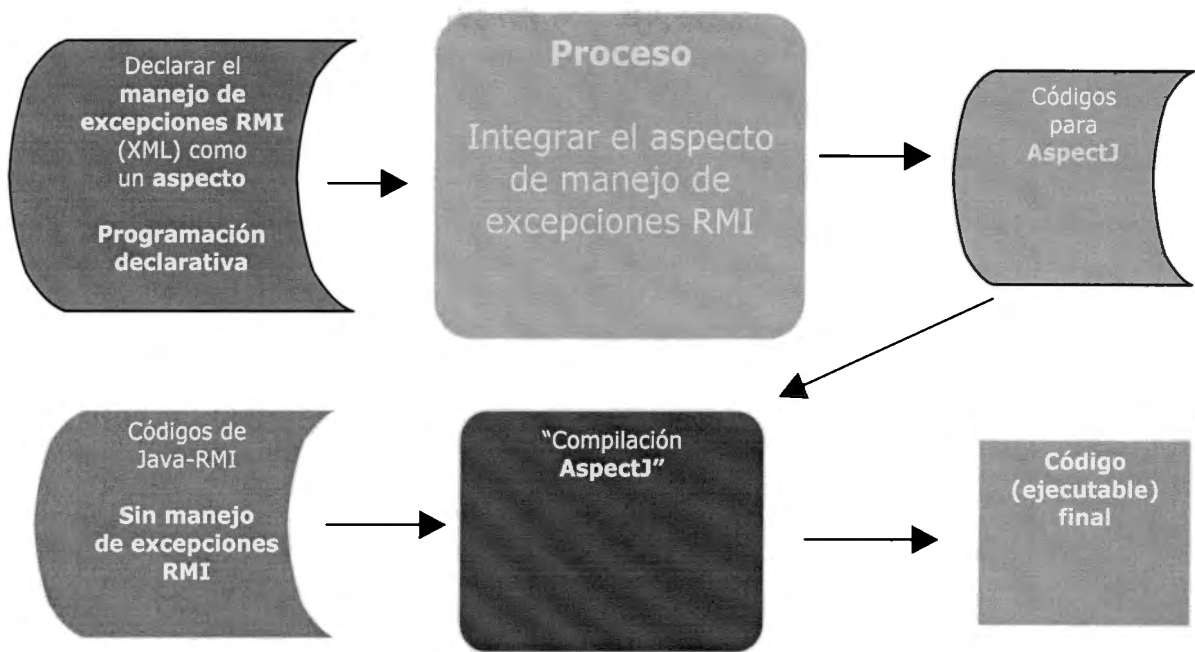 Declarar el
manejo de
excepciones RMI
(XML) como
un aspecto
Programación
declarativa
Proceso
Integrar el aspecto
de manejo de
excepciones RMI
Códigos
para
AspectJ
Códigos de
Java-RMI
Sin manejo
de excepciones
RMI
“Compilación
AspectJ”
Código
(ejecutable)
final